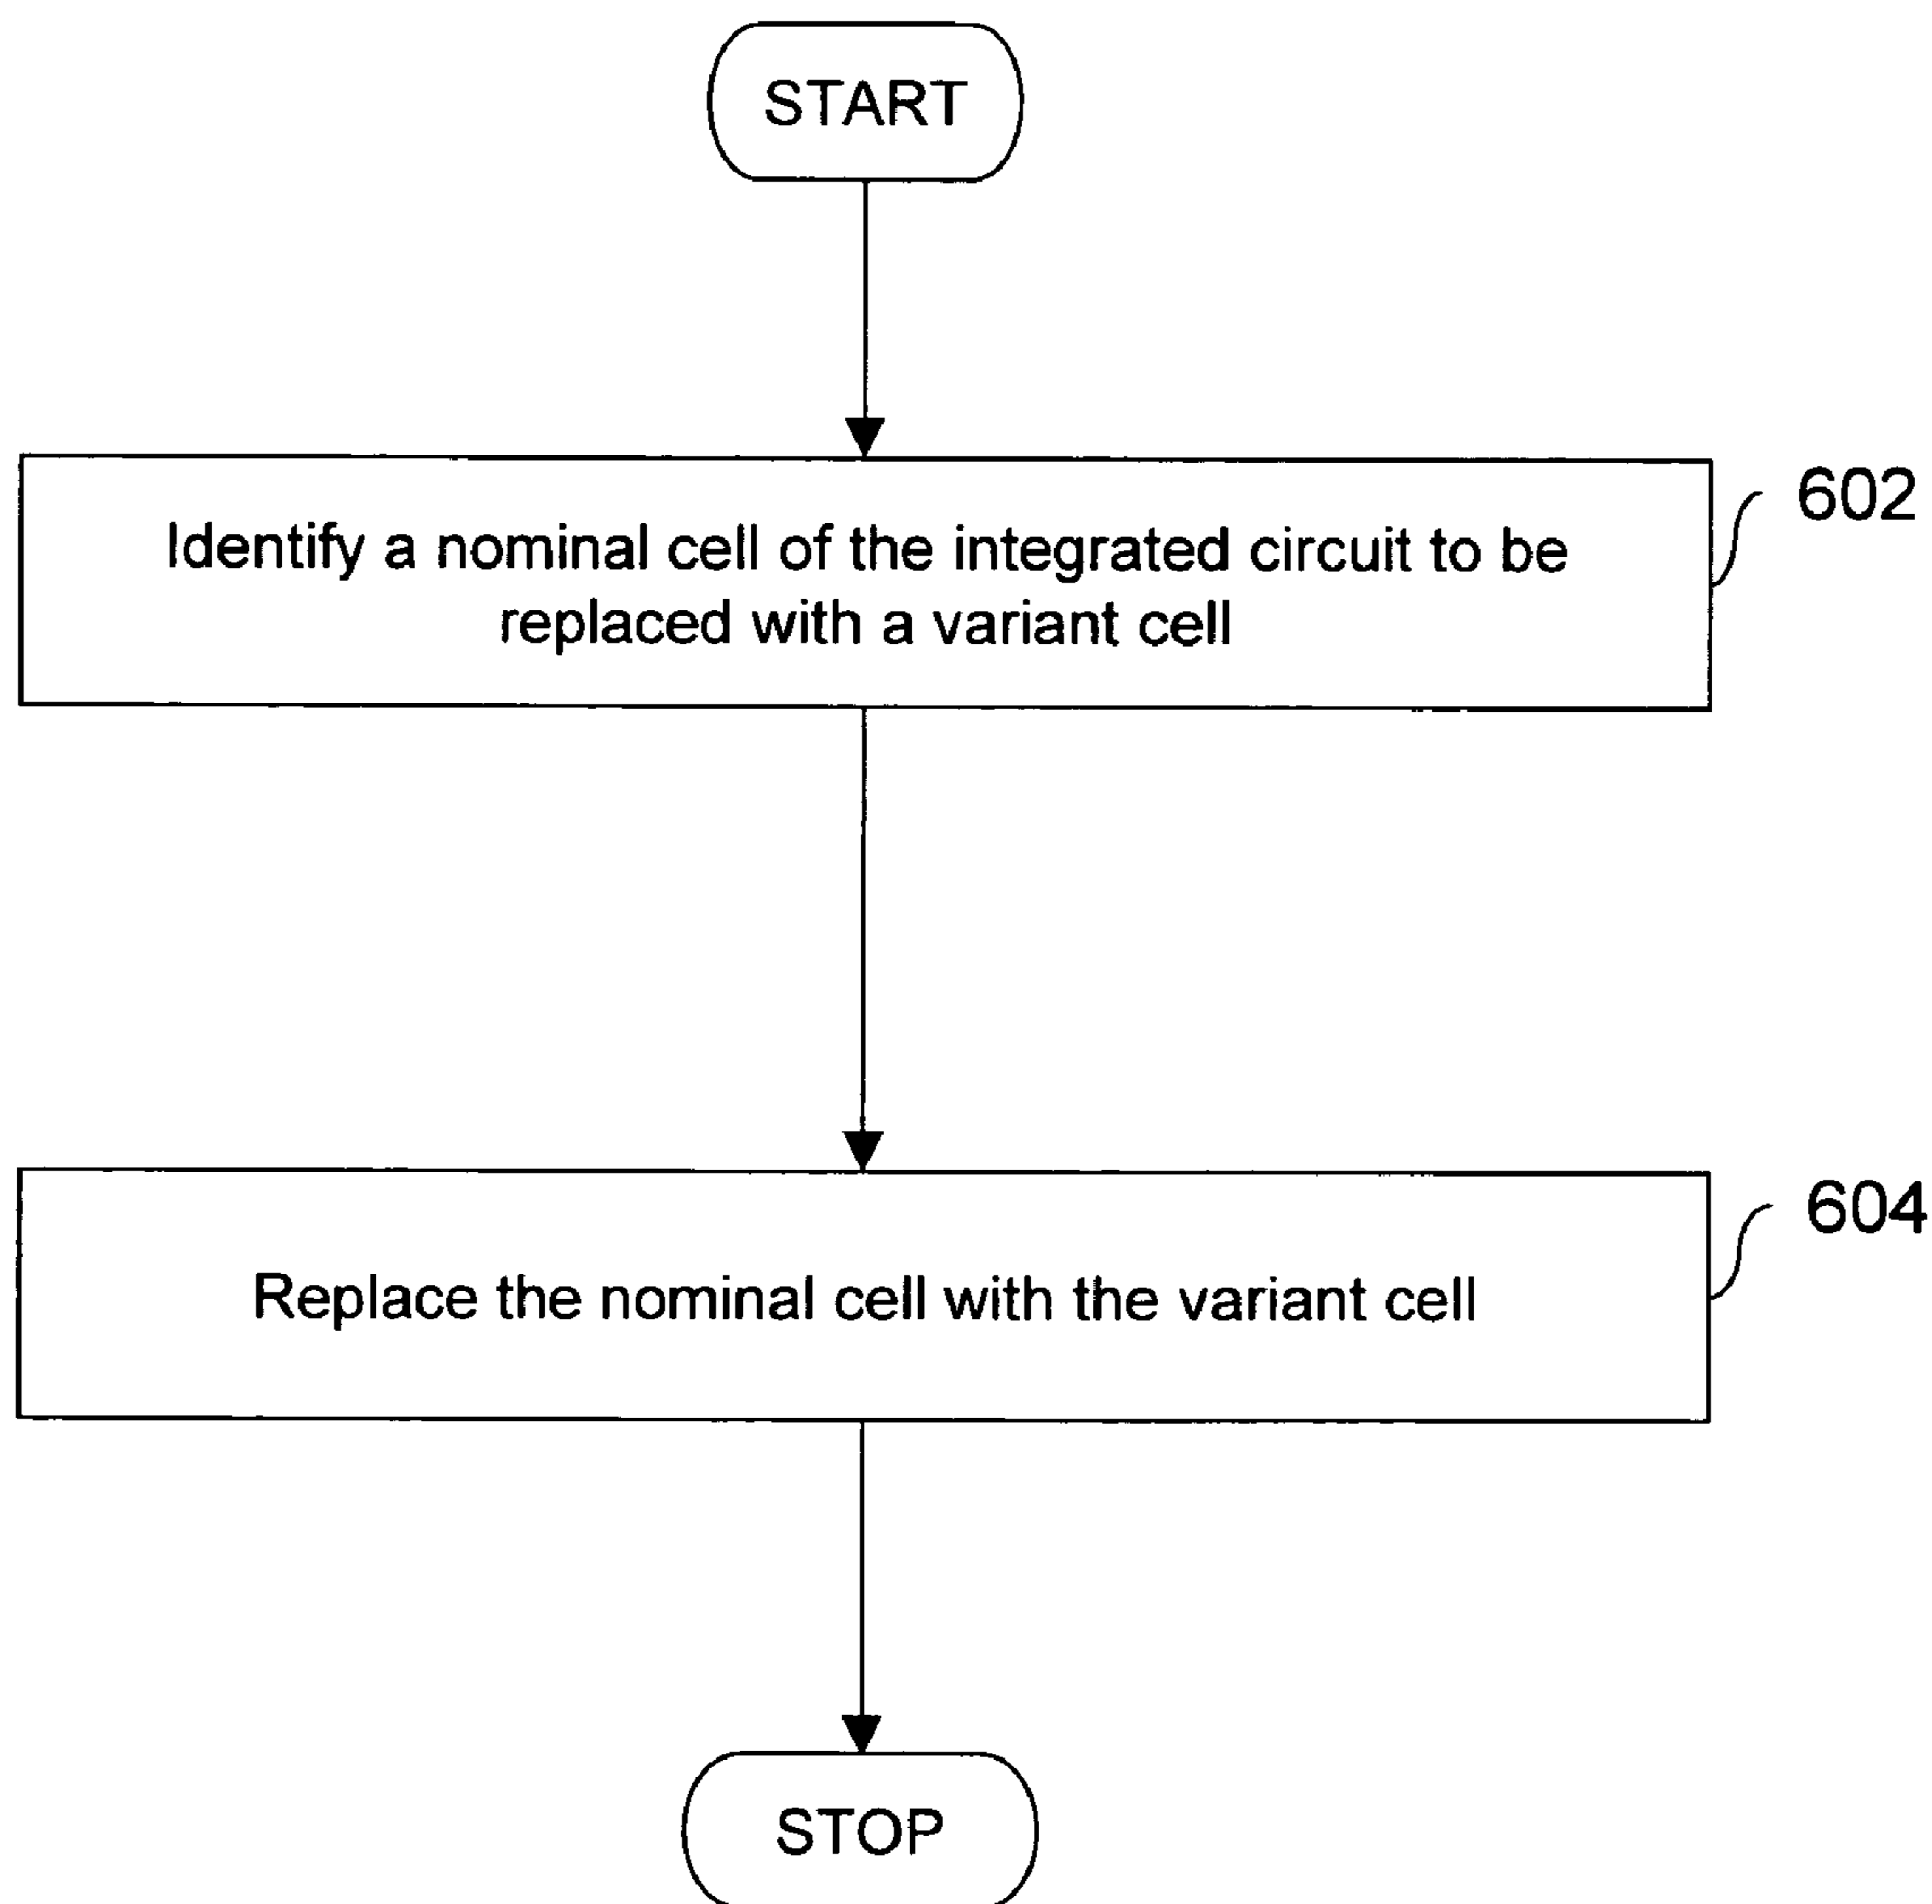 START
Identify a nominal cell of the integrated circuit to be
replaced with a variant cell
602
Replace the nominal cell with the variant cell
604
STOP